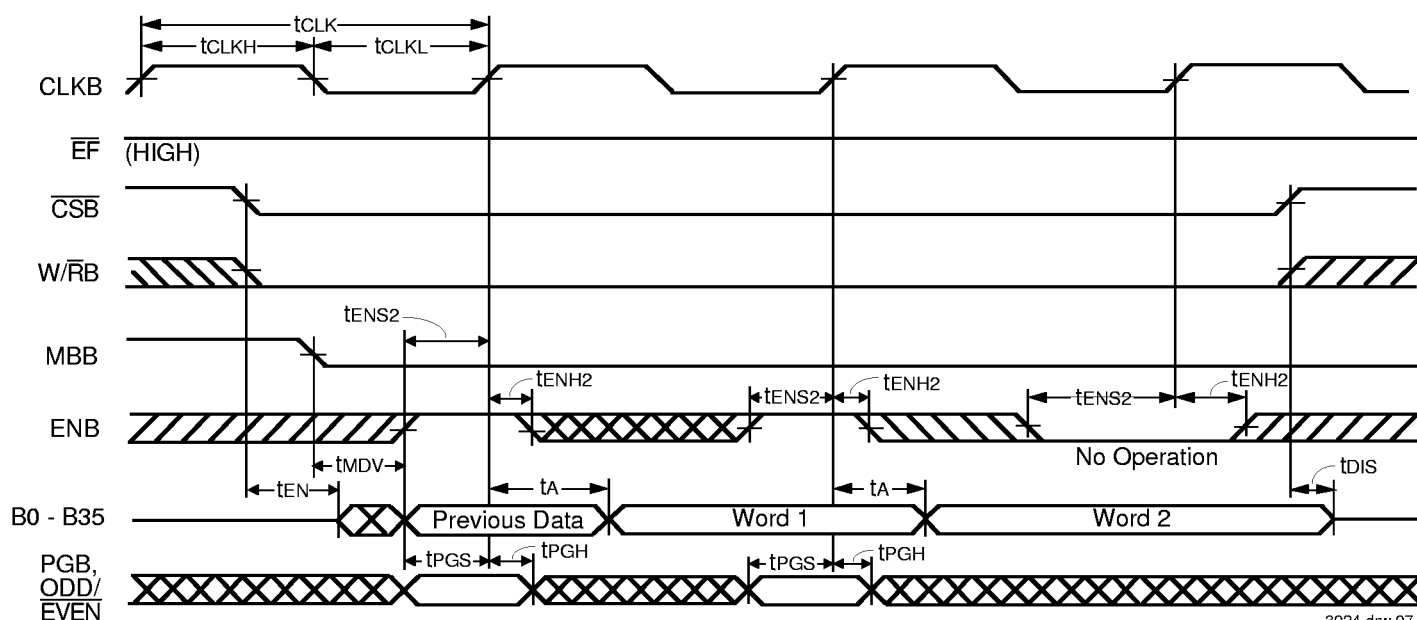 tCLK
tCLKH
tCLKL
CLKB
EF
(HIGH)
CSB
W/RB
tENS2
MBB
tENH2
tENS2
tENH2
tENS2
tENH2
ENB
No Operation
tMDV
tEN
tA
tA
tDIS
B0 - B35
Previous Data
Word 1
Word 2
PGB,
ODD/
EVEN
tPGS
tPGH
tPGS
tPGH